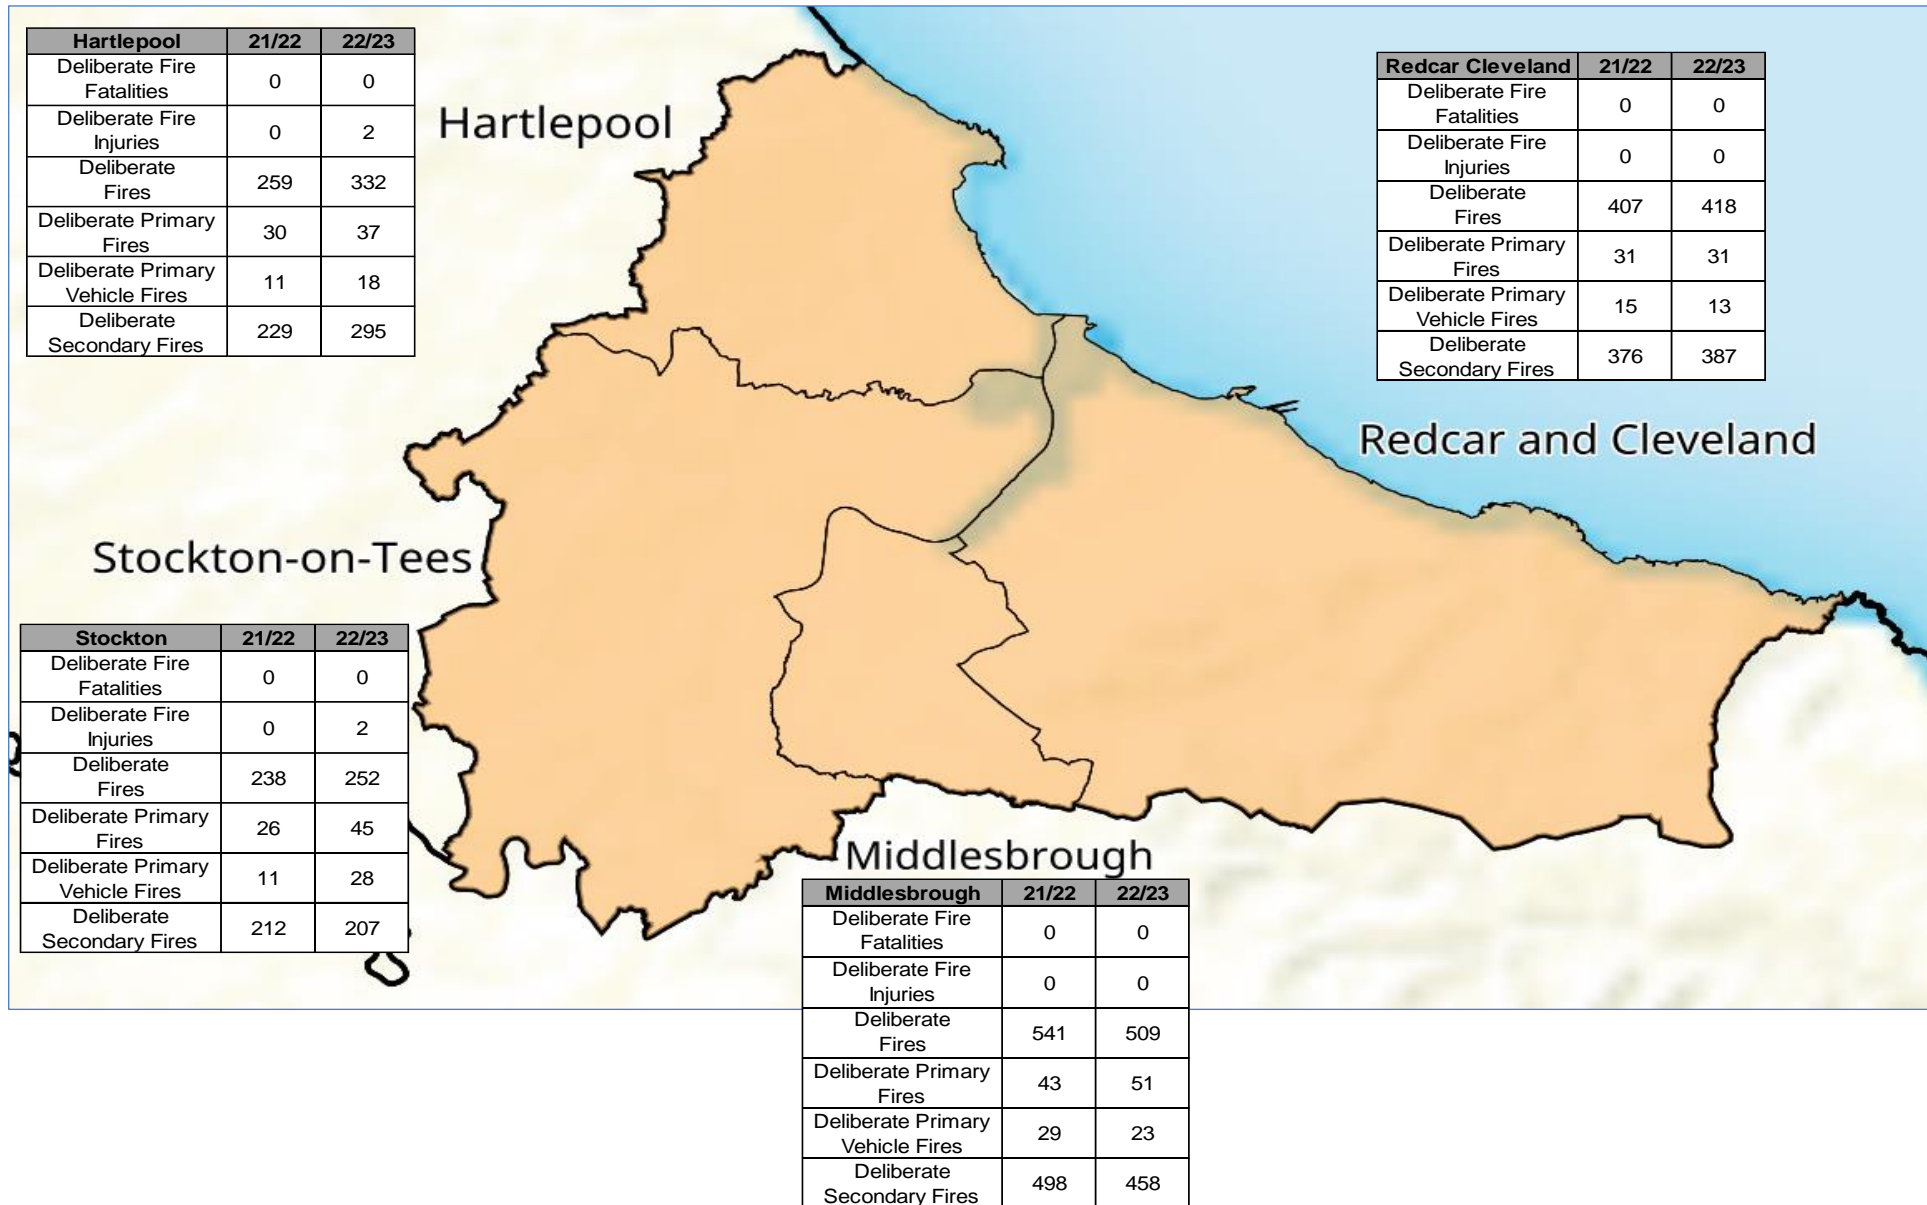 Hartlepool 21/22 22/23
Deliberate Fire
Fatalities 0 0
Deliberate Fire
Injuries 0 2
Deliberate
Fires 259 332
Deliberate Primary
Fires 30 37
Deliberate Primary
Vehicle Fires 11 18
Deliberate
Secondary Fires 229 295
Hartlepool
Redcar Cleveland 21/22 22/23
Deliberate Fire
Fatalities 0 0
Deliberate Fire
Injuries 0 0
Deliberate
Fires 407 418
Deliberate Primary
Fires 31 31
Deliberate Primary
Vehicle Fires 15 13
Deliberate
Secondary Fires 376 387
Redcar and Cleveland
Stockton-on-Tees
Stockton 21/22 22/23
Deliberate Fire
Fatalities 0 0
Deliberate Fire
Injuries 0 2
Deliberate
Fires 238 252
Deliberate Primary
Fires 26 45
Deliberate Primary
Vehicle Fires 11 28
Deliberate
Secondary Fires 212 207
Middlesbrough
Middlesbrough 21/22 22/23
Deliberate Fire
Fatalities 0 0
Deliberate Fire
Injuries 0 0
Deliberate
Fires 541 509
Deliberate Primary
Fires 43 51
Deliberate Primary
Vehicle Fires 29 23
Deliberate
Secondary Fires 498 458